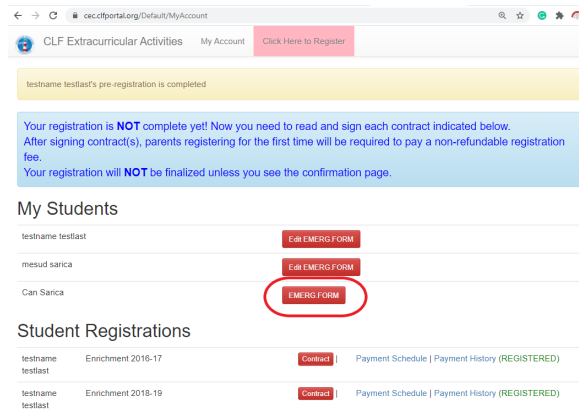 cec.clfportal.org/Default/MyAccount
CLF Extracurricular Activities My Account Click Here to Register
testname testlast's pre-registration is completed
Your registration is NOT complete yet! Now you need to read and sign each contract indicated below.
After signing contract(s), parents registering for the first time will be required to pay a non-refundable registration
fee.
Your registration will NOT be finalized unless you see the confirmation page.
My Students
testname testlast Edit EMERG.FORM
mesud sarica Edit EMERG.FORM
Can Sarica EMERG.FORM
Student Registrations
testname Enrichment 2016-17 Contract | Payment Schedule | Payment History (REGISTERED)
testlast
testname Enrichment 2018-19 Contract | Payment Schedule | Payment History (REGISTERED)
testlast